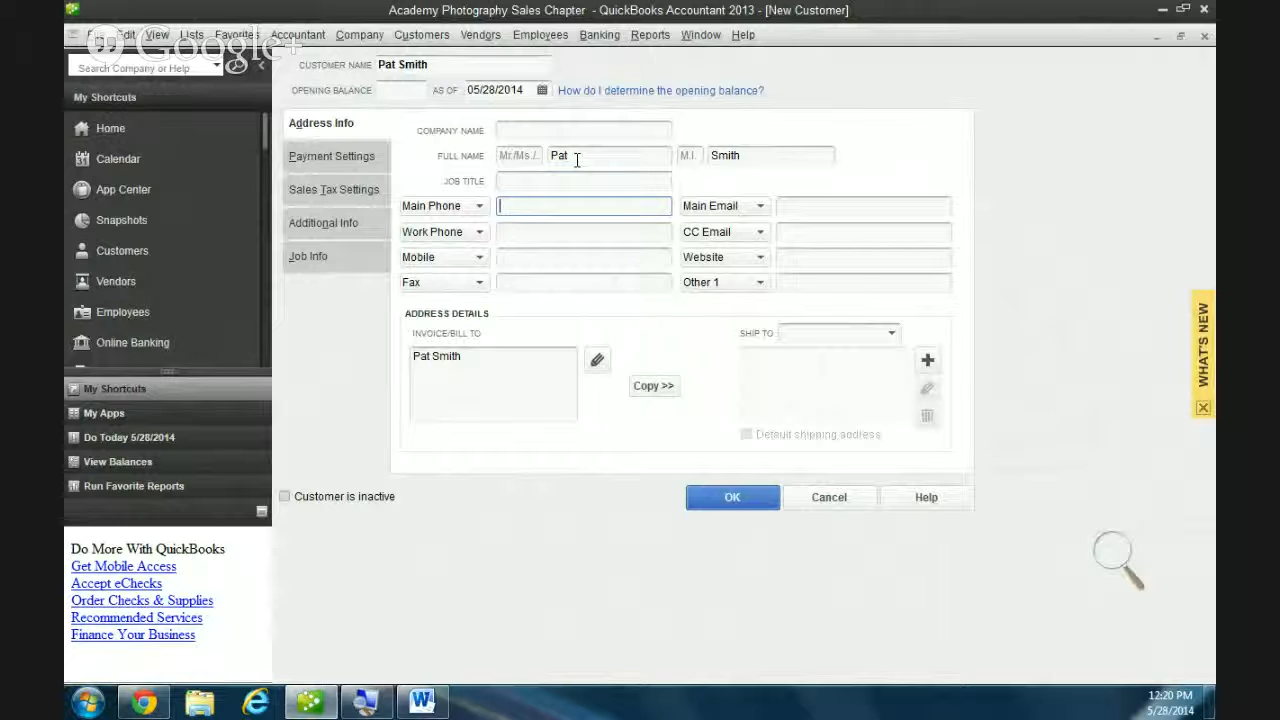 Academy Photography Sales Chapter - QuickBooks Accountant 2013 - [New Customer]
Edit View Lists Favorites Accountant Company Customers Vendors Employees Banking Reports Window Help
Google+
Search Company or Help
My Shortcuts
Home
Calendar
App Center
Snapshots
Customers
Vendors
Employees
Online Banking
My Shortcuts
My Apps
Do Today 5/28/2014
View Balances
Run Favorite Reports
Do More With QuickBooks
Get Mobile Access
Accept eChecks
Order Checks & Supplies
Recommended Services
Finance Your Business
CUSTOMER NAME Pat Smith
OPENING BALANCE AS OF 05/28/2014 How do I determine the opening balance?
Address Info
Payment Settings
Sales Tax Settings
Additional Info
Job Info
COMPANY NAME
FULL NAME Mr./Ms./. Pat M.I. Smith
JOB TITLE
Main Phone Main Email
Work Phone CC Email
Mobile Website
Fax Other 1
ADDRESS DETAILS
INVOICE/BILL TO SHIP TO
Pat Smith
Copy >>
Default shipping address
Customer is inactive
OK Cancel Help
WHAT'S NEW
12:20 PM
5/28/2014